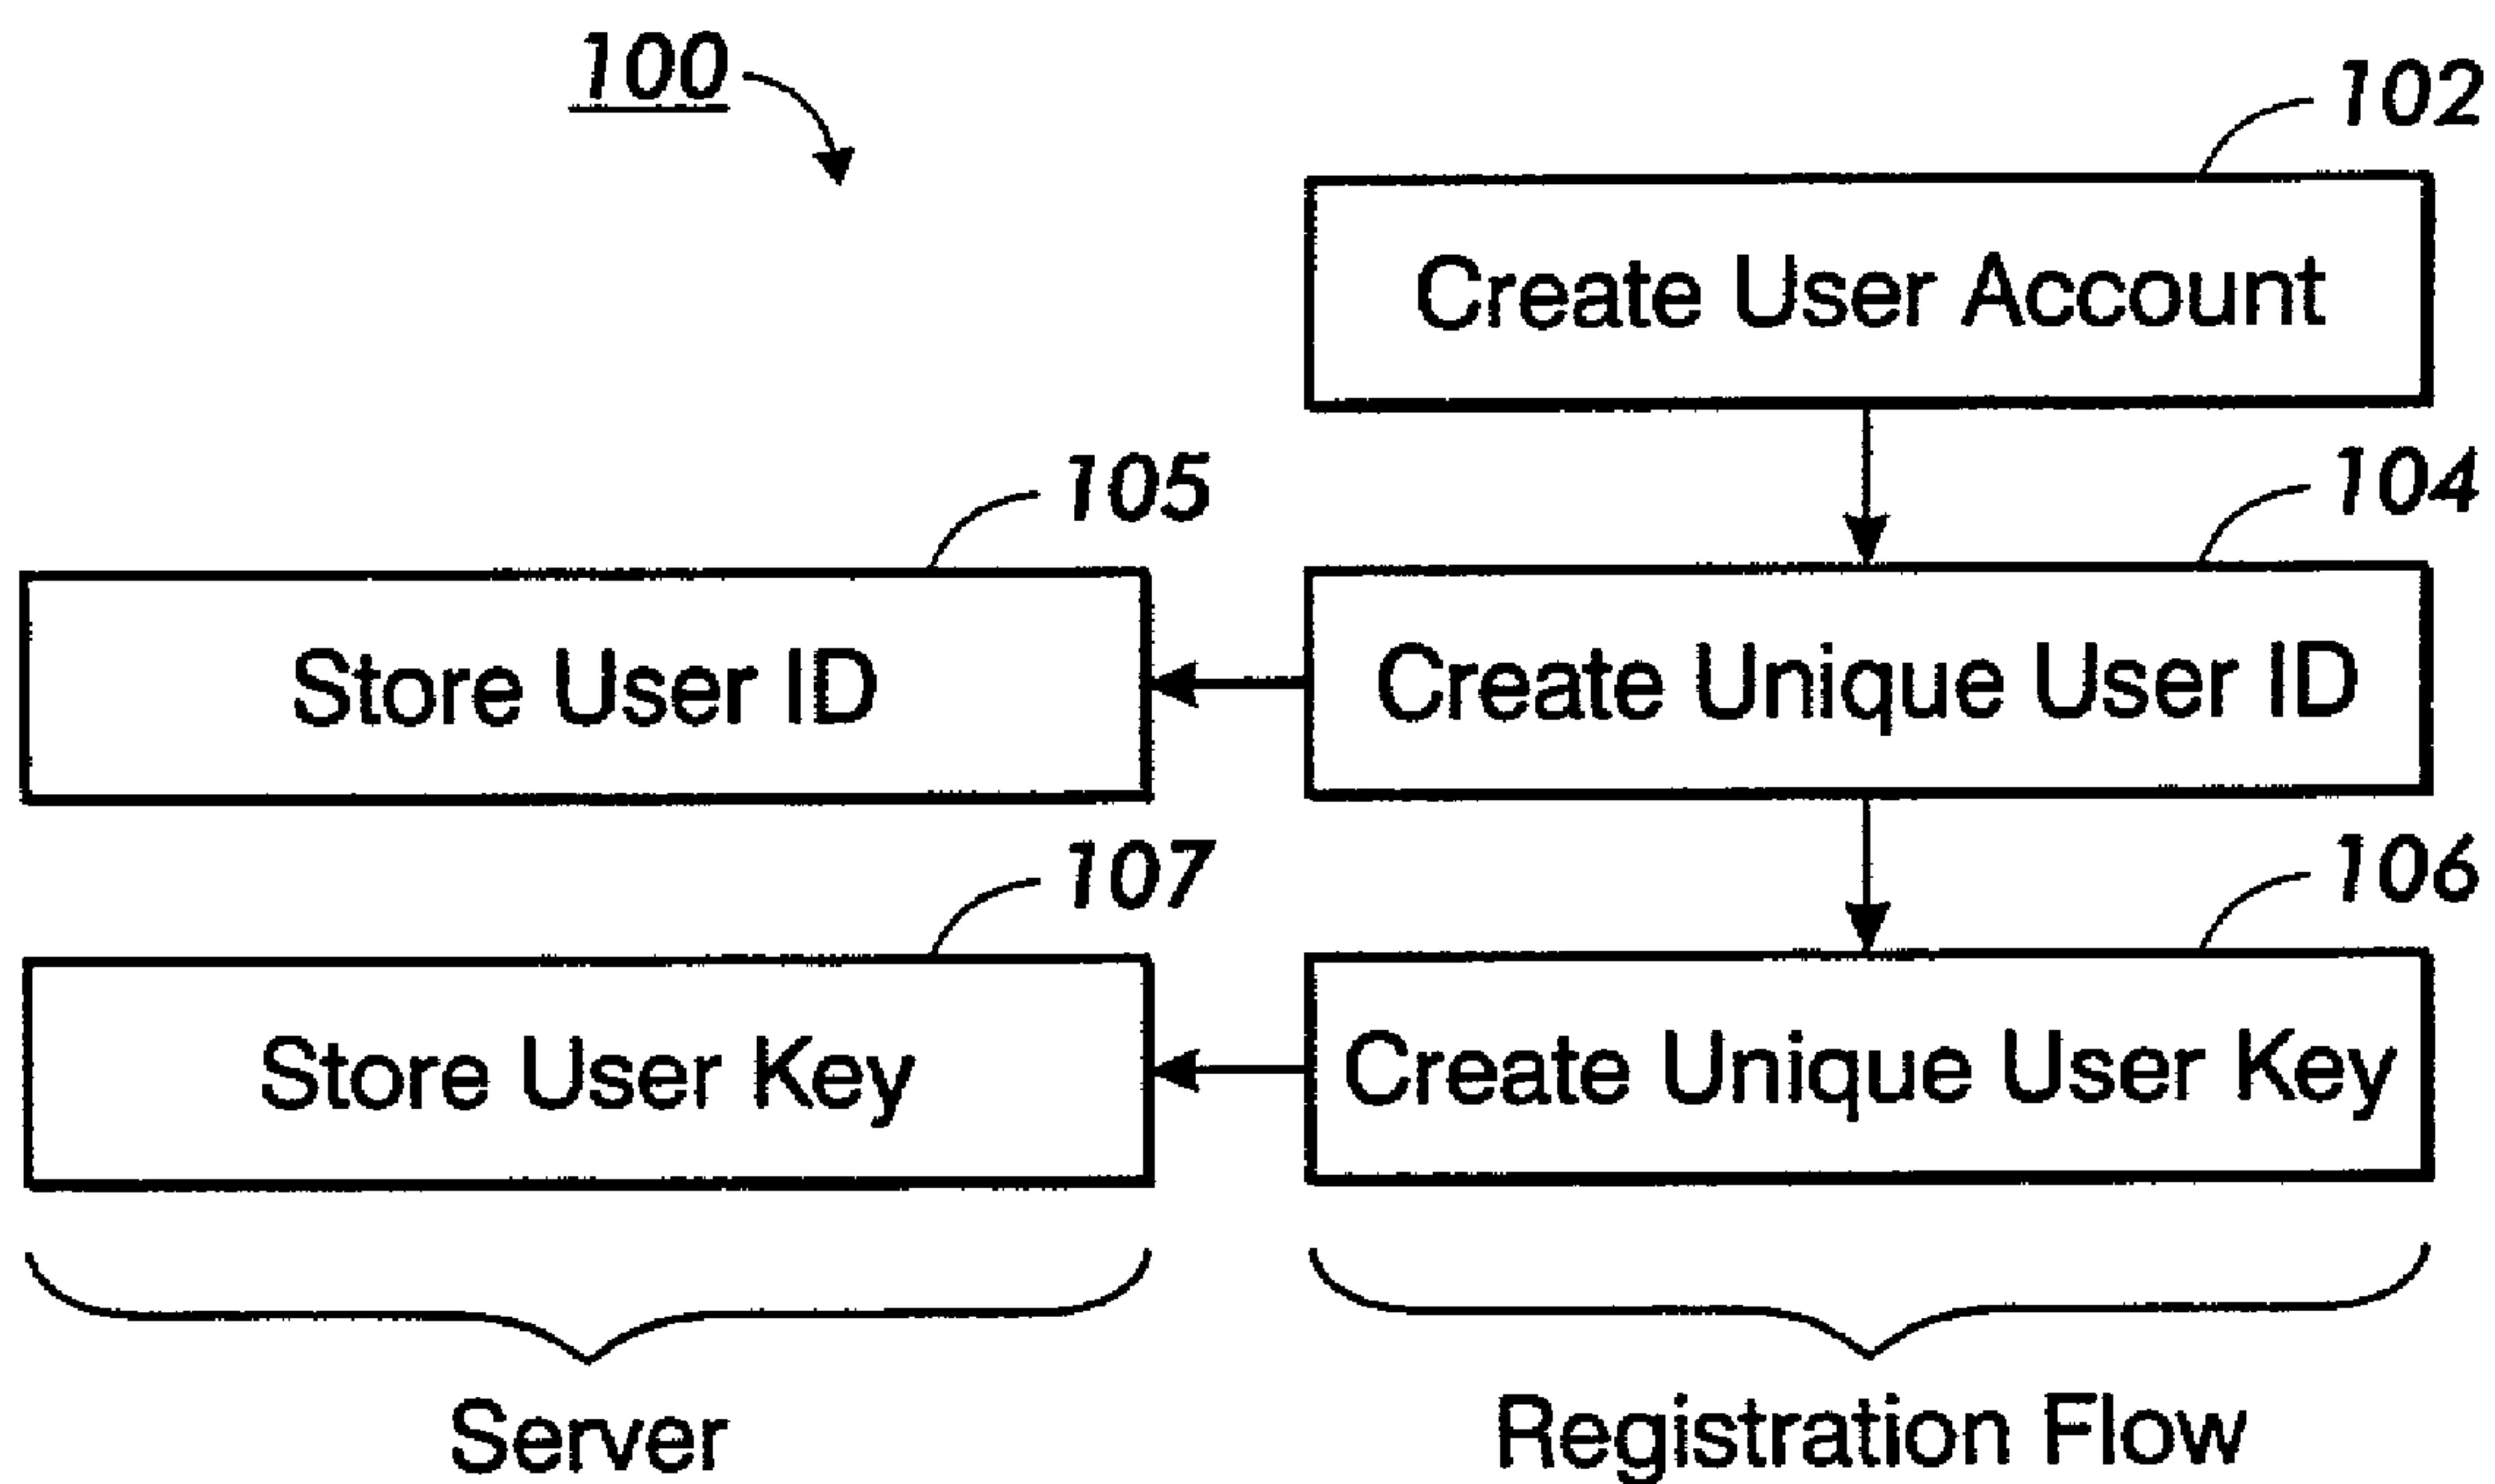 100
102
Create User Account
105
104
Store User ID
Create Unique User ID
107
106
Store User Key
Create Unique User Key
Server
Registration Flow